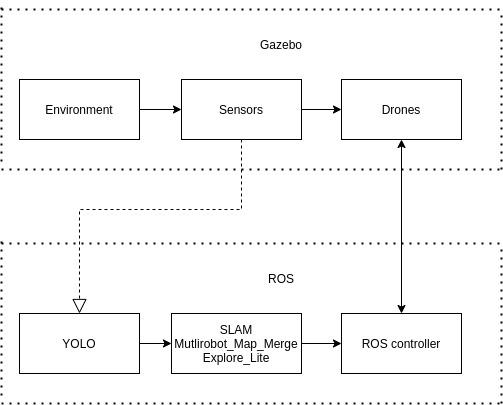 Gazebo
Environment
Sensors
Drones
ROS
YOLO
SLAM
Mutlirobot_Map_Merge
Explore_Lite
ROS controller